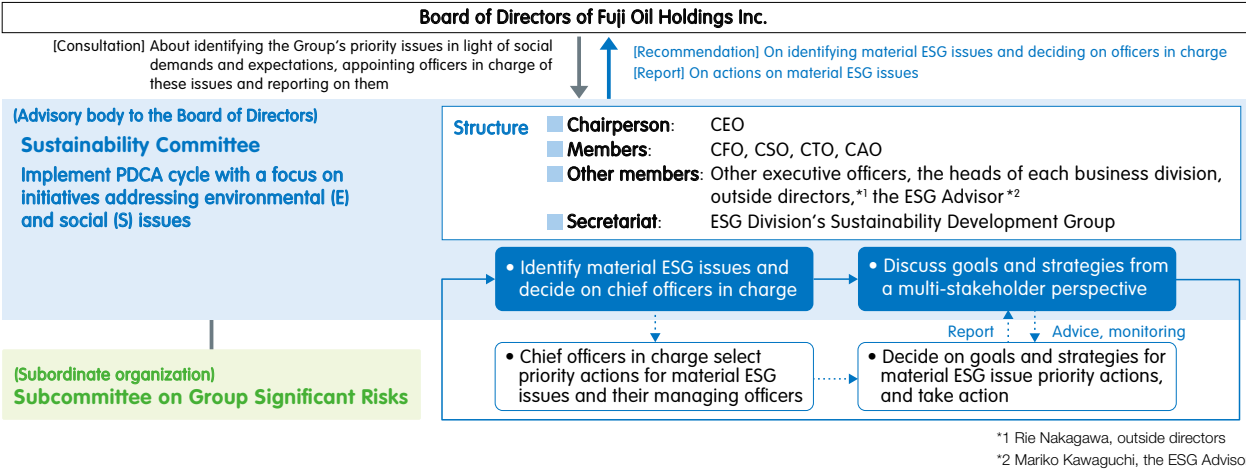 Board of Directors of Fuji Oil Holdings Inc.
[Consultation] About identifying the Group's priority issues in light of social
demands and expectations, appointing officers in charge of
these issues and reporting on them
[Recommendation] On identifying material ESG issues and deciding on officers in charge
[Report] On actions on material ESG issues
(Advisory body to the Board of Directors)
Sustainability Committee
Implement PDCA cycle with a focus on
initiatives addressing environmental (E)
and social (S) issues
Structure
Chairperson: CEO
Members: CFO, CSO, CTO, CAO
Other members: Other executive officers, the heads of each business division,
outside directors,*1 the ESG Advisor*2
Secretariat: ESG Division's Sustainability Development Group
• Identify material ESG issues and
decide on chief officers in charge
• Discuss goals and strategies from
a multi-stakeholder perspective
Report
Advice, monitoring
• Chief officers in charge select
priority actions for material ESG
issues and their managing officers
• Decide on goals and strategies for
material ESG issue priority actions,
and take action
(Subordinate organization)
Subcommittee on Group Significant Risks
*1 Rie Nakagawa, outside directors
*2 Mariko Kawaguchi, the ESG Adviso